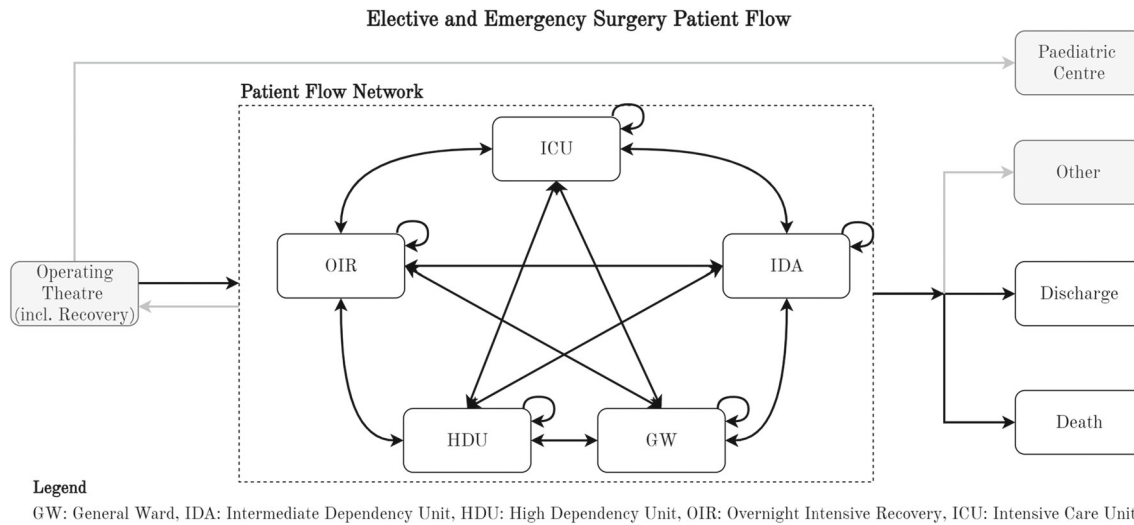 Elective and Emergency Surgery Patient Flow
Paediatric
Centre
Patient Flow Network
ICU
Other
OIR
IDA
Operating
Theatre
(incl. Recovery)
Discharge
HDU
GW
Death
Legend
GW: General Ward, IDA: Intermediate Dependency Unit, HDU: High Dependency Unit, OIR: Overnight Intensive Recovery, ICU: Intensive Care Unit